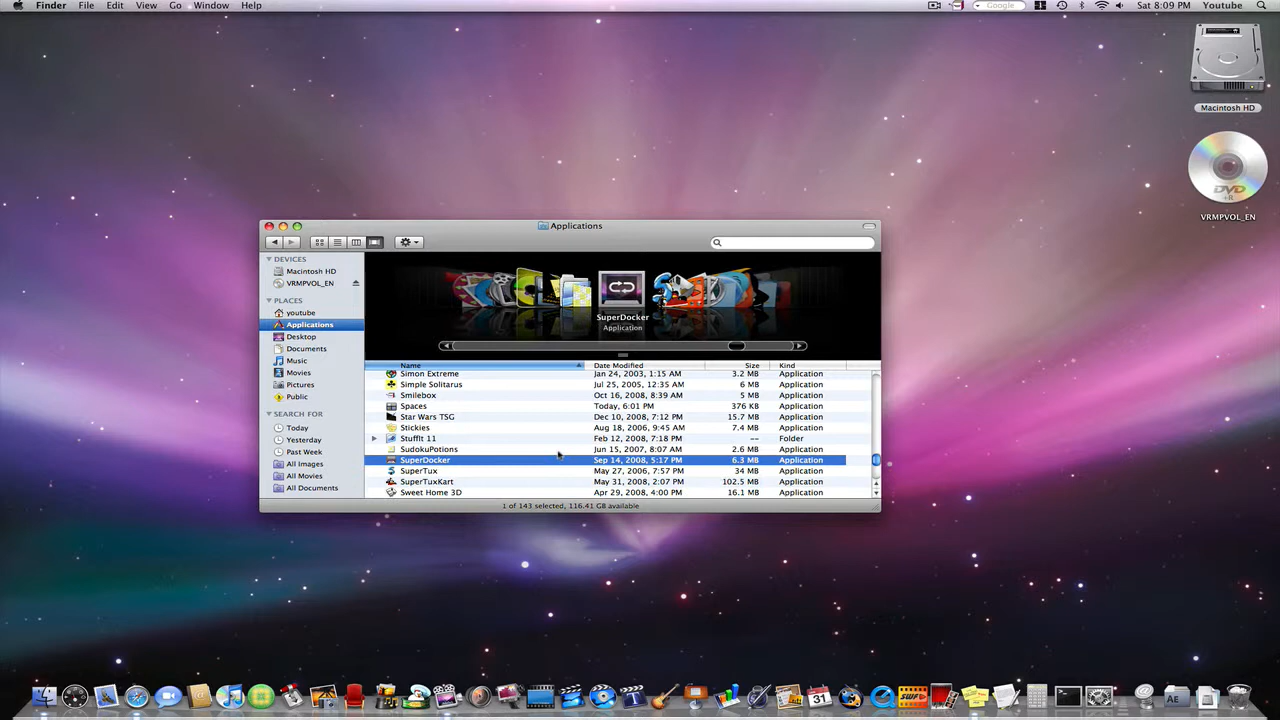 Finder File Edit View Go Window Help
Google Sat 8:09 PM Youtube
Macintosh HD
DVD
+R
VRMPVOL_EN
Applications
DEVICES
Macintosh HD
VRMPVOL_EN
PLACES
youtube
Applications
Desktop
Documents
Music
Movies
Pictures
Public
SEARCH FOR
Today
Yesterday
Past Week
All Images
All Movies
All Documents
SuperDocker
Application
Name Date Modified Size Kind
Simon Extreme Jan 24, 2003, 1:15 AM 3.2 MB Application
Simple Solitarus Jul 25, 2005, 12:35 AM 6 MB Application
Smilebox Oct 16, 2008, 8:39 AM 5 MB Application
Spaces Today, 6:01 PM 376 KB Application
Star Wars TSG Dec 10, 2008, 7:12 PM 15.7 MB Application
Stickies Aug 18, 2006, 9:45 AM 7.4 MB Application
StuffIt 11 Feb 12, 2008, 7:18 PM -- Folder
SudokuPotions Jun 15, 2007, 8:07 AM 2.6 MB Application
SuperDocker Sep 14, 2008, 5:17 PM 6.3 MB Application
SuperTux May 27, 2006, 7:57 PM 34 MB Application
SuperTuxKart May 31, 2008, 2:07 PM 102.5 MB Application
Sweet Home 3D Apr 29, 2008, 4:00 PM 16.1 MB Application
1 of 143 selected, 116.41 GB available
31
SWF
AE